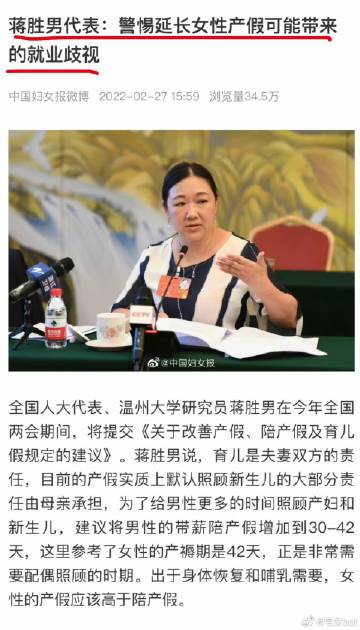 蒋胜男代表：警惕延长女性产假可能带来
的就业歧视
中国妇女报微博 2022-02-27 15:59 浏览量34.5万
CCTV
@中国妇女报
全国人大代表、温州大学研究员蒋胜男在今年全国
两会期间，将提交《关于改善产假、陪产假及育儿
假规定的建议》。蒋胜男说，育儿是夫妻双方的责
任，目前的产假实质上默认照顾新生儿的大部分责
任由母亲承担，为了给男性更多的时间照顾产妇和
新生儿，建议将男性的带薪陪产假增加到30-42
天，这里参考了女性的产褥期是42天，正是非常需
要配偶照顾的时期。出于身体恢复和哺乳需要，女
性的产假应该高于陪产假。